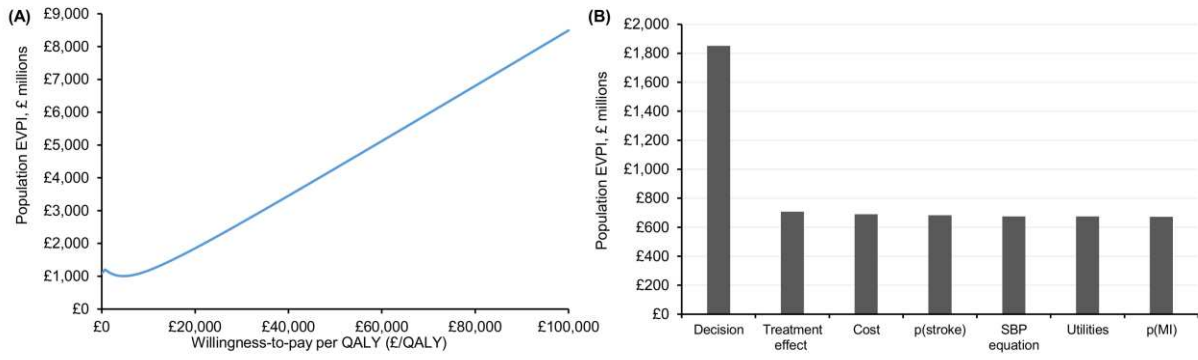 (A)
Population EVPI, £ millions
£9,000
£8,000
£7,000
£6,000
£5,000
£4,000
£3,000
£2,000
£1,000
£0
£0 £20,000 £40,000 £60,000 £80,000 £100,000
Willingness-to-pay per QALY (£/QALY)
(B)
Population EVPI, £ millions
£2,000
£1,800
£1,600
£1,400
£1,200
£1,000
£800
£600
£400
£200
£0
Decision Treatment Cost p(stroke) SBP Utilities p(MI)
effect equation